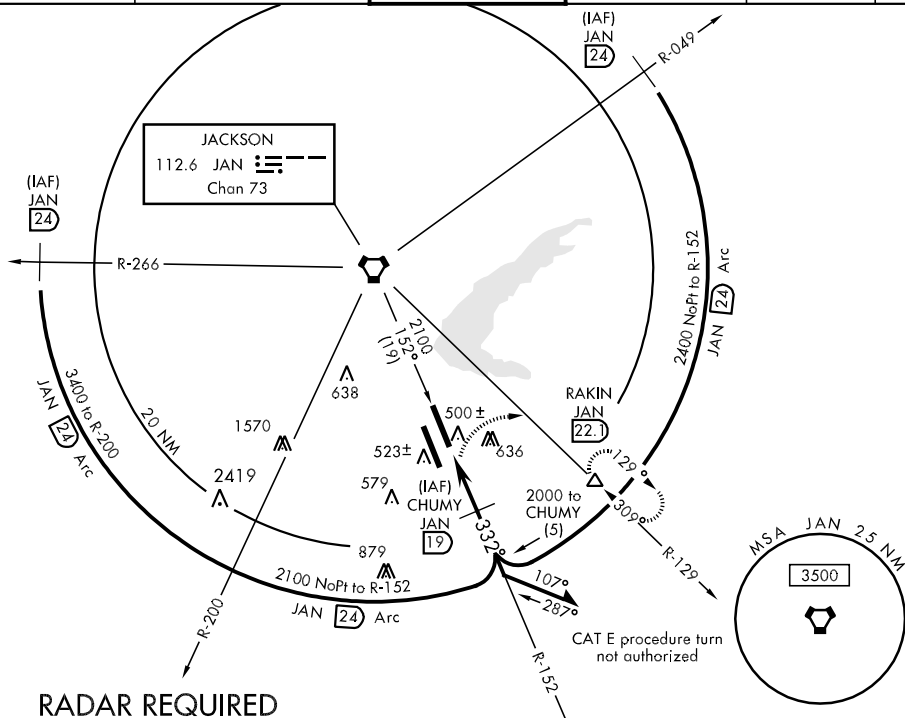 (IAF)
JAN
24
R-049
JACKSON
112.6 JAN
Chan 73
(IAF)
JAN
24
R-266
2100
152°
(19)
2400 NoPt to R-152
JAN 24 Arc
3400 to R-200
JAN 24 Arc
20 NM
638
1570
500 ±
636
523±
RAKIN
JAN
22.1
129°
309°
2419
579
(IAF)
CHUMY
JAN
19
332°
2000 to
CHUMY
(5)
879
2100 NoPt to R-152
JAN 24 Arc
107°
287°
R-129
MSA JAN 25 NM
3500
R-200
R-152
CAT E procedure turn
not authorized
RADAR REQUIRED